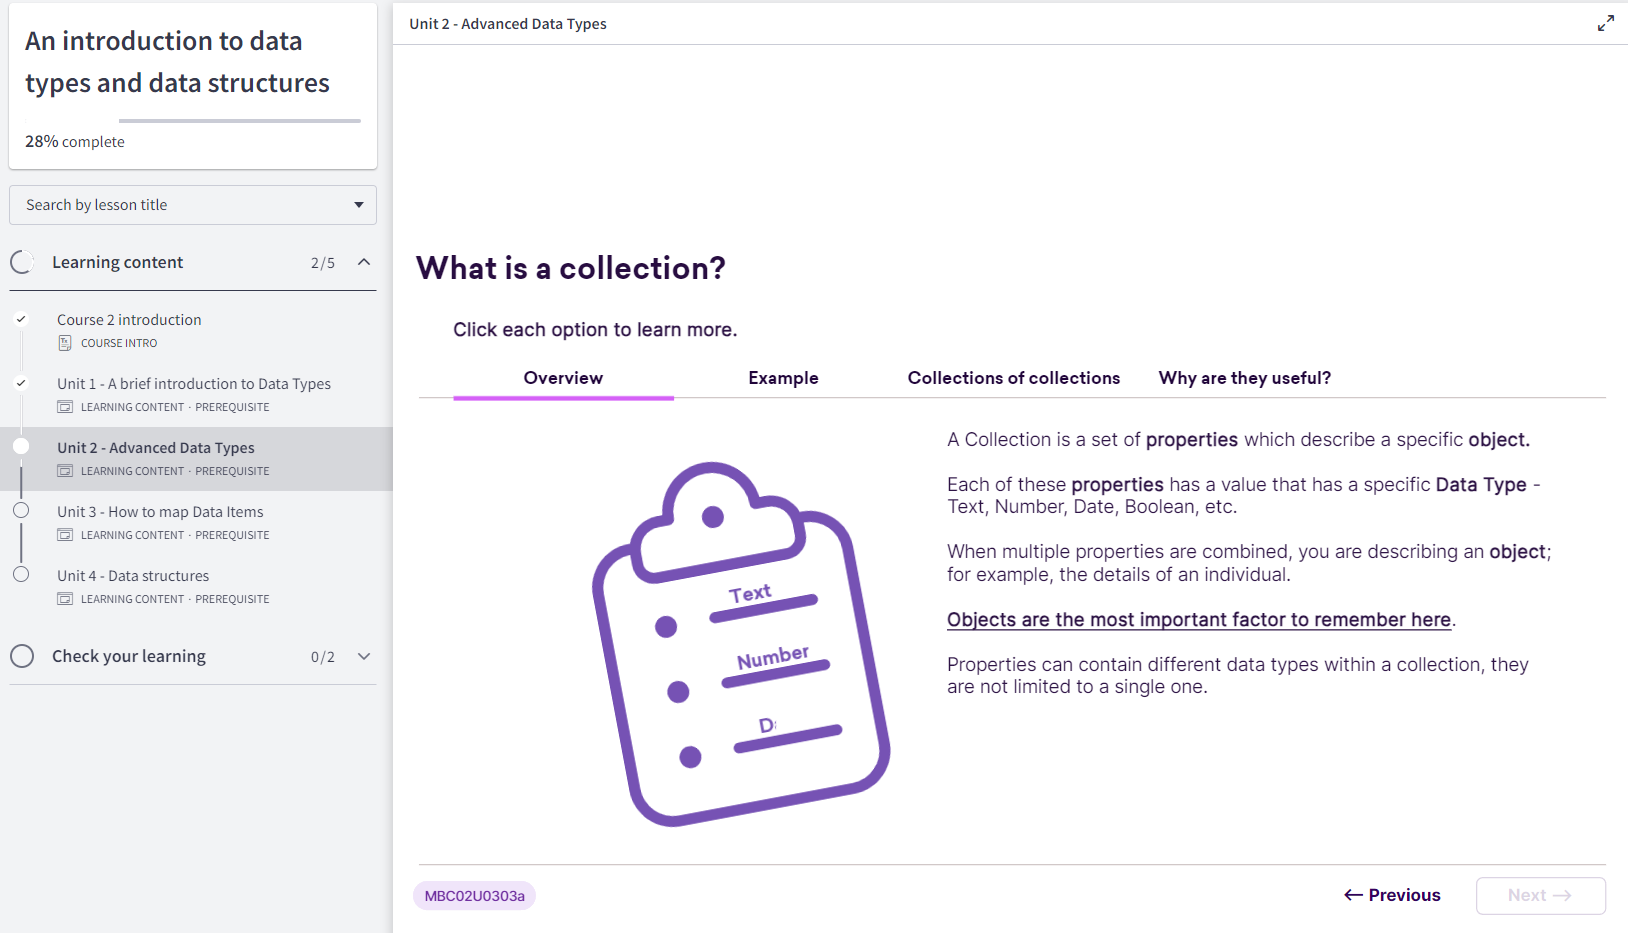 An introduction to data
types and data structures
28% complete
Search by lesson title
Learning content 2/5
Course 2 introduction
COURSE INTRO
Unit 1 - A brief introduction to Data Types
LEARNING CONTENT · PREREQUISITE
Unit 2 - Advanced Data Types
LEARNING CONTENT · PREREQUISITE
Unit 3 - How to map Data Items
LEARNING CONTENT · PREREQUISITE
Unit 4 - Data structures
LEARNING CONTENT · PREREQUISITE
Check your learning 0/2
Unit 2 - Advanced Data Types
What is a collection?
Click each option to learn more.
Overview Example Collections of collections Why are they useful?
Text
Number
A Collection is a set of properties which describe a specific object.
Each of these properties has a value that has a specific Data Type -
Text, Number, Date, Boolean, etc.
When multiple properties are combined, you are describing an object;
for example, the details of an individual.
Objects are the most important factor to remember here.
Properties can contain different data types within a collection, they
are not limited to a single one.
MBC02U0303a
← Previous
Next →